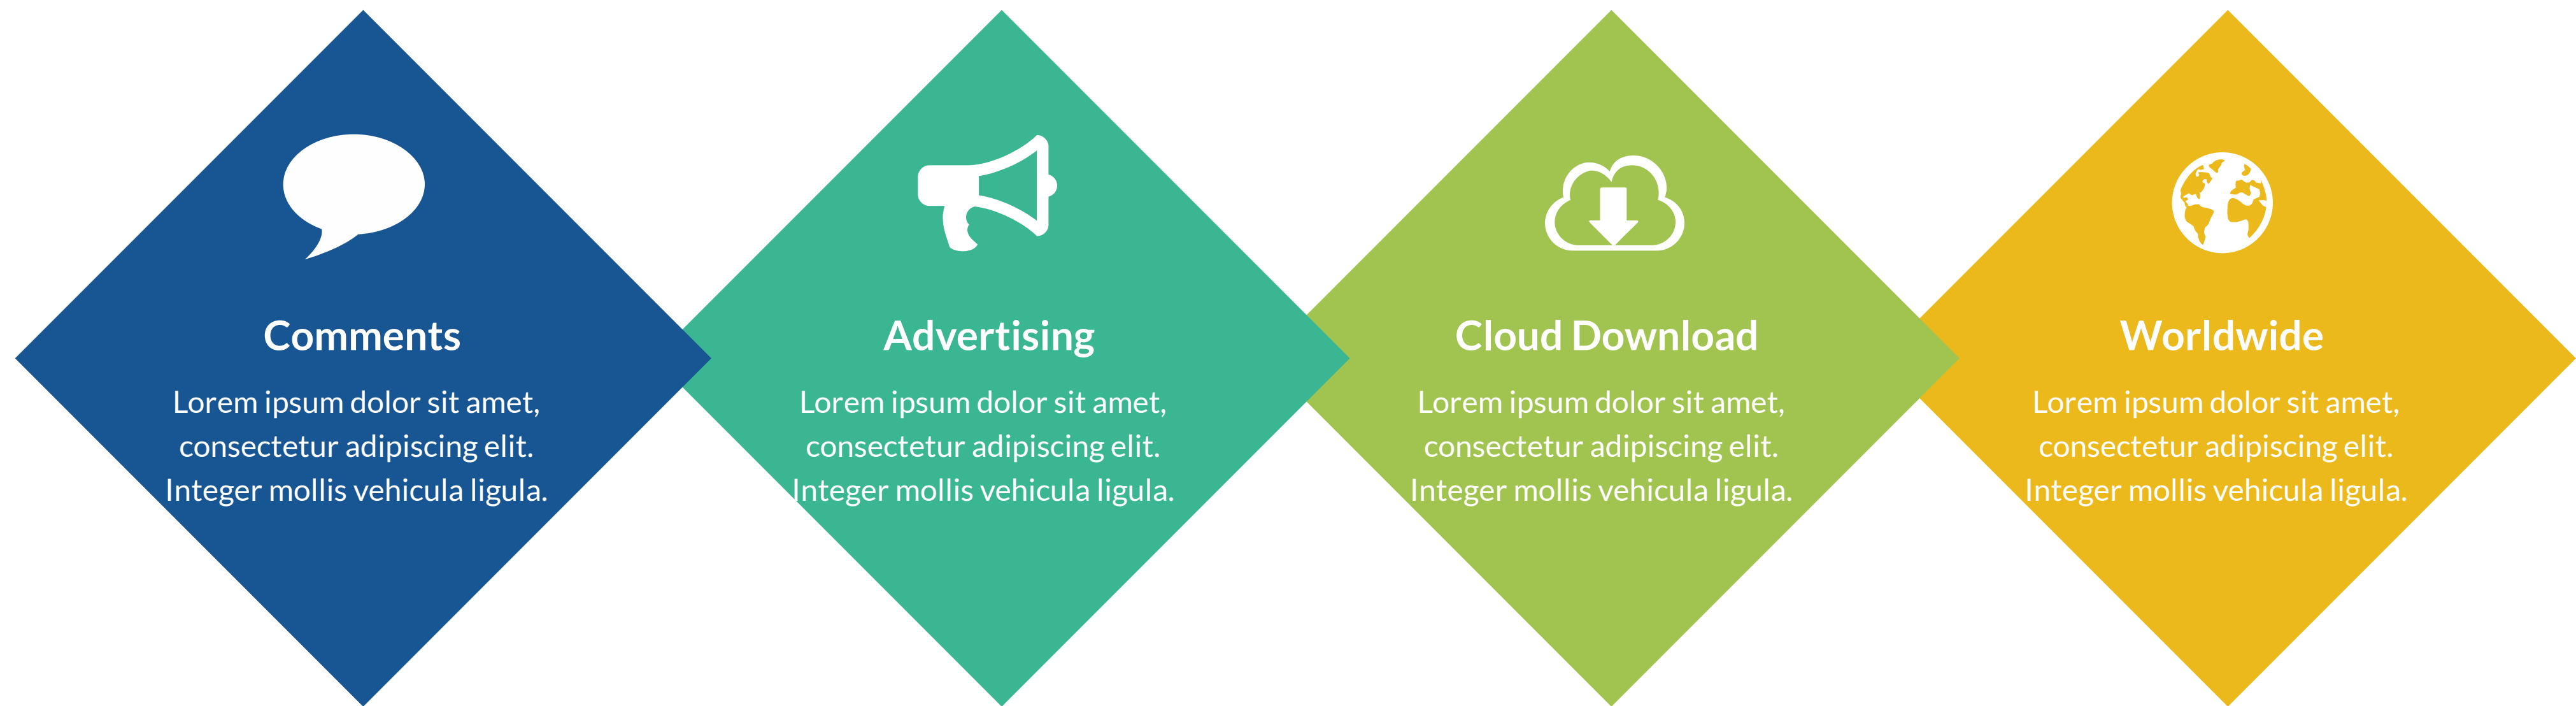 Comments
Lorem ipsum dolor sit amet,
consectetur adipiscing elit.
Integer mollis vehicula ligula.
Advertising
Lorem ipsum dolor sit amet,
consectetur adipiscing elit.
Integer mollis vehicula ligula.
Cloud Download
Lorem ipsum dolor sit amet,
consectetur adipiscing elit.
Integer mollis vehicula ligula.
Worldwide
Lorem ipsum dolor sit amet,
consectetur adipiscing elit.
Integer mollis vehicula ligula.